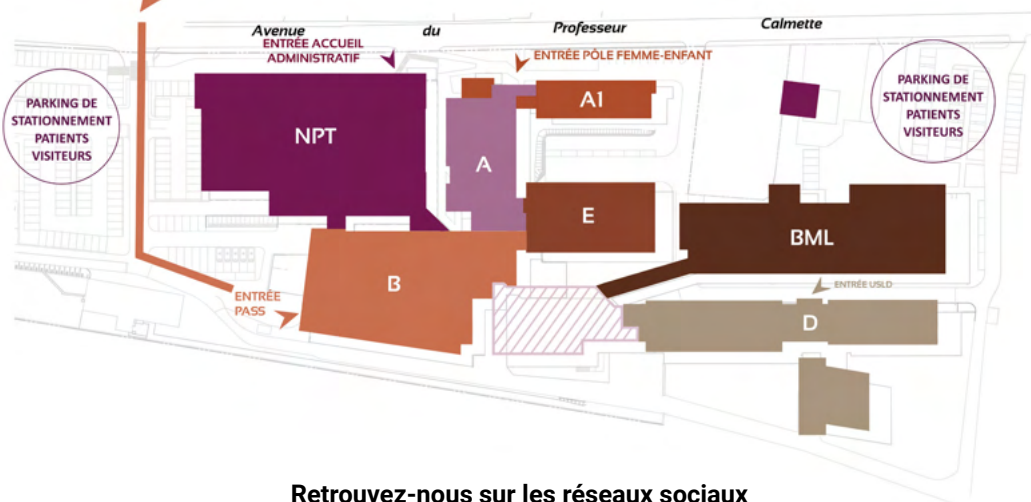 Avenue du Professeur Calmette
ENTRÉE ACCUEIL
ADMINISTRATIF
ENTRÉE PÔLE FEMME-ENFANT
PARKING DE
STATIONNEMENT
PATIENTS
VISITEURS
PARKING DE
STATIONNEMENT
PATIENTS
VISITEURS
NPT
A
A1
E
BML
B
ENTRÉE USLD
ENTRÉE
PASS
D
Retrouvez-nous sur les réseaux sociaux